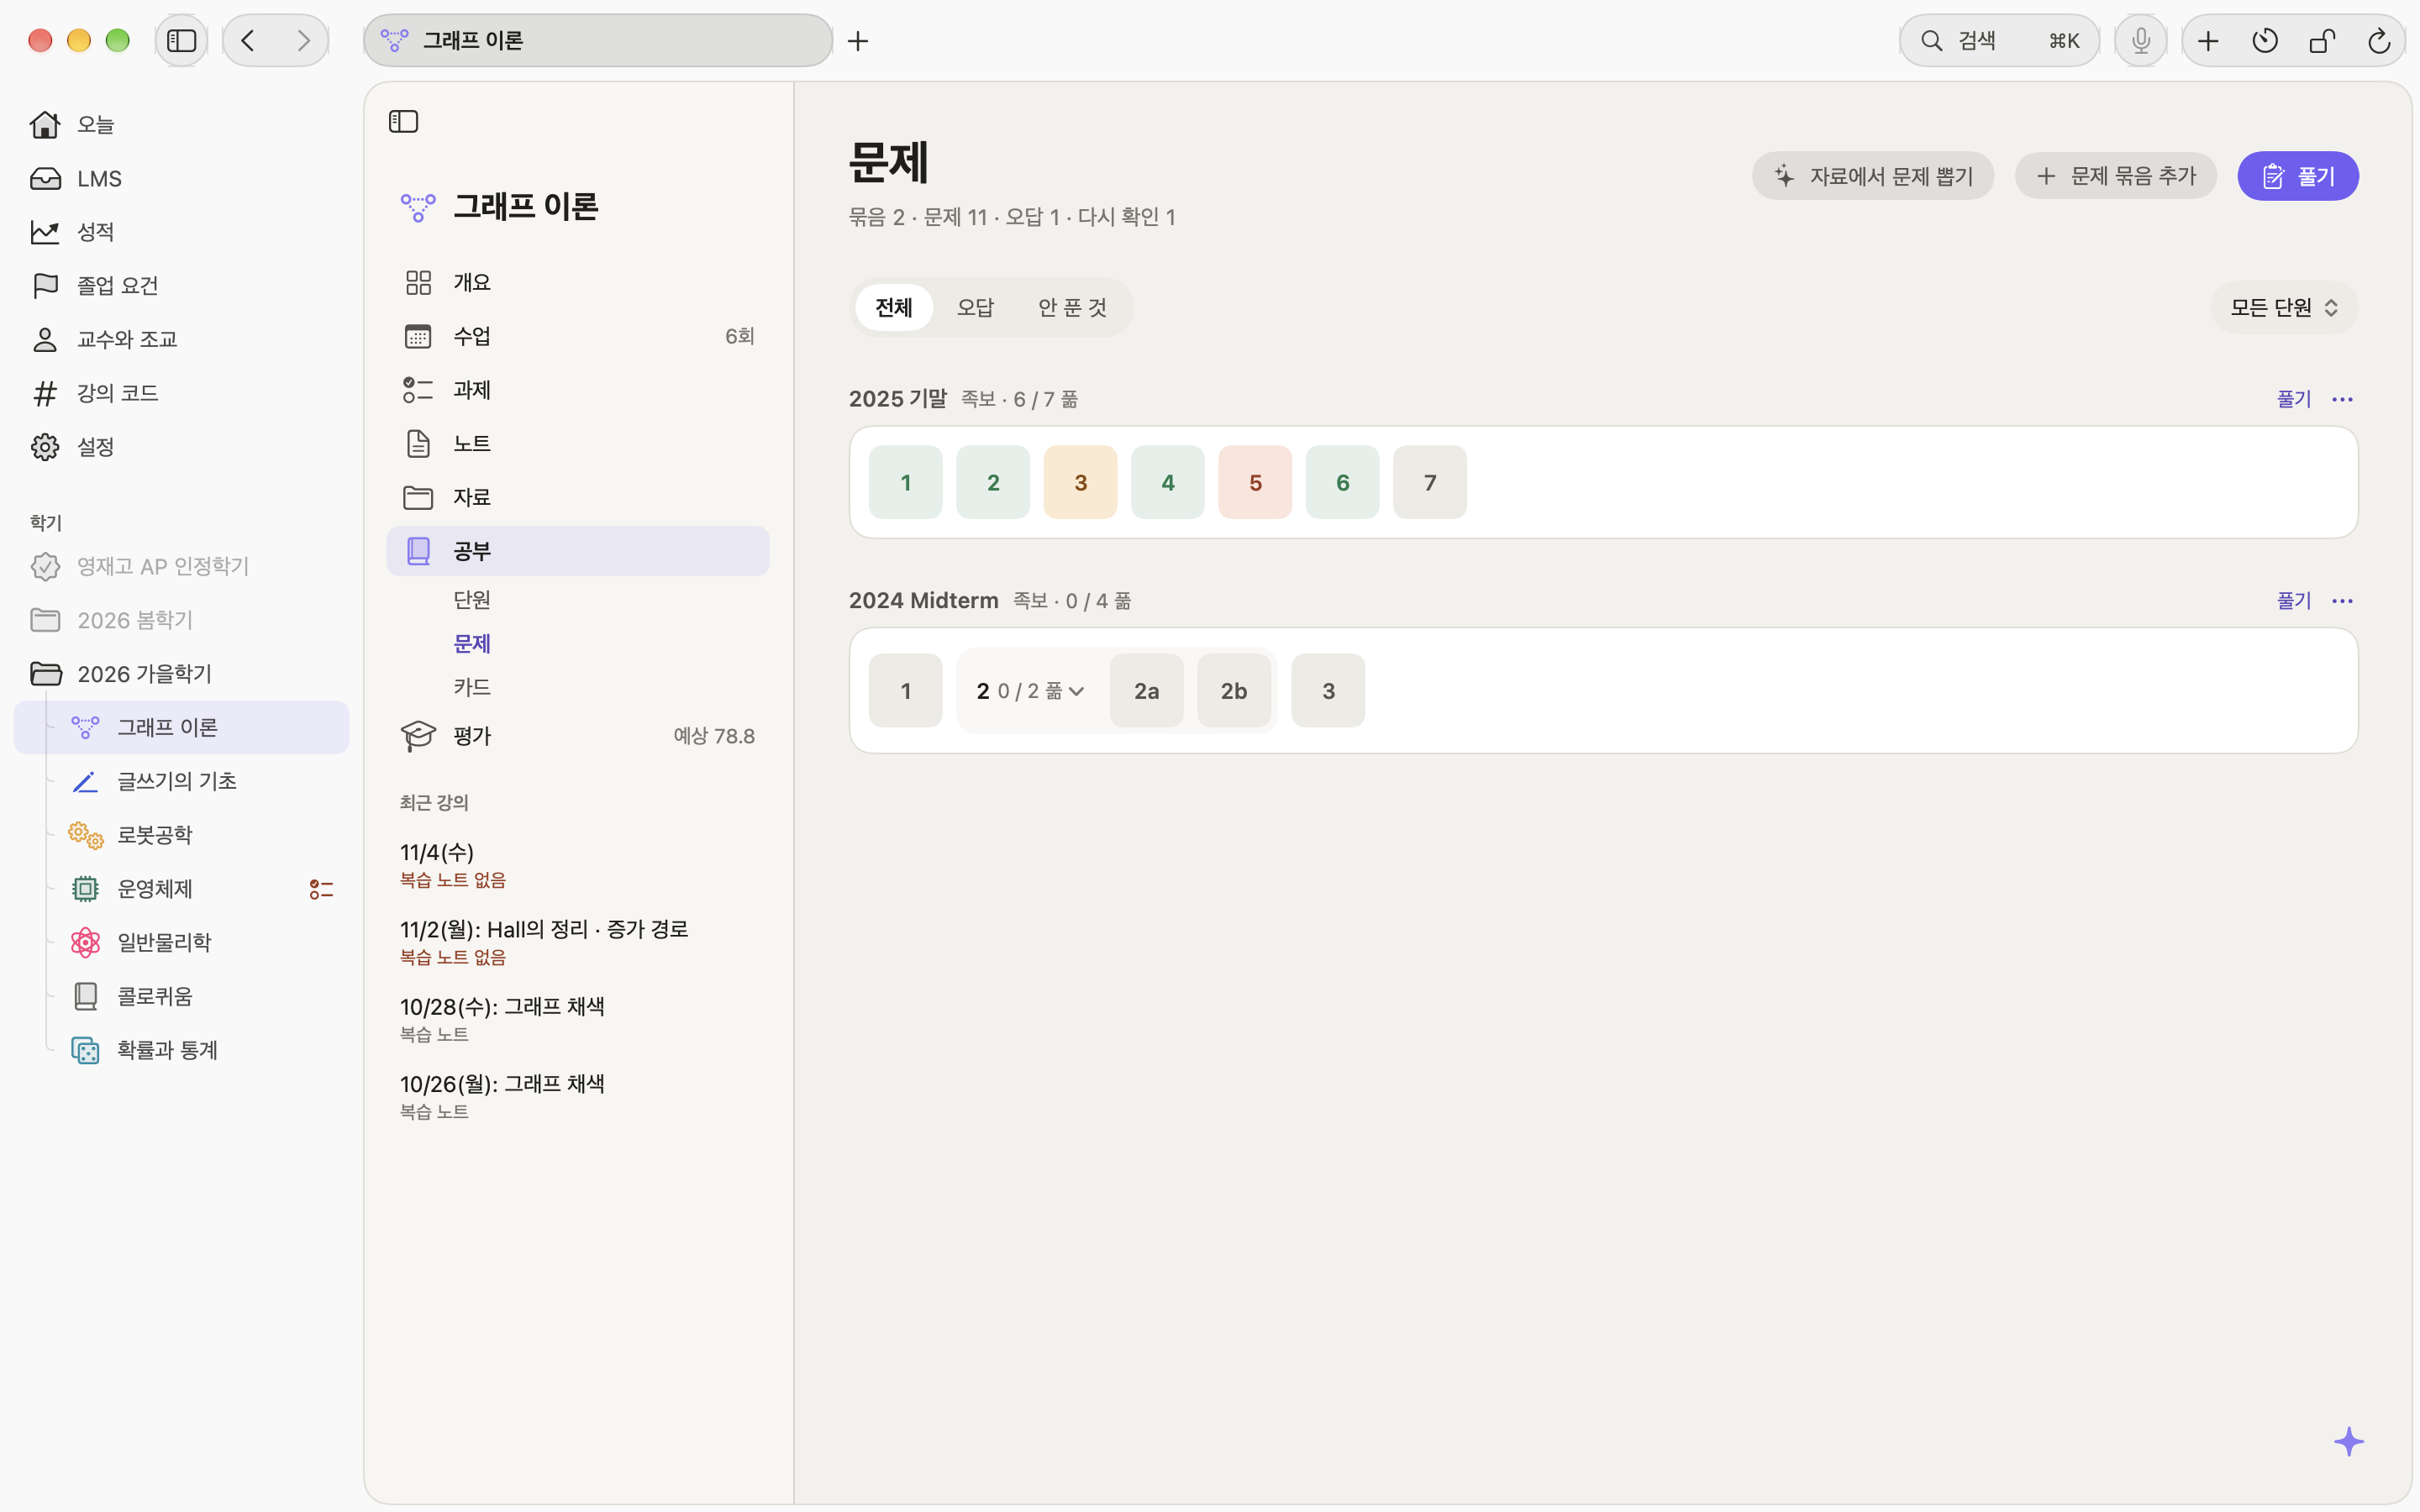 그래프 이론
검색 ⌘K
오늘
LMS
성적
졸업 요건
교수와 조교
강의 코드
설정
학기
영재고 AP 인정학기
2026 봄학기
2026 가을학기
그래프 이론
글쓰기의 기초
로봇공학
운영체제
일반물리학
콜로퀴움
확률과 통계
그래프 이론
개요
수업 6회
과제
노트
자료
공부
단원
문제
카드
평가 예상 78.8
최근 강의
11/4(수)
복습 노트 없음
11/2(월): Hall의 정리 · 증가 경로
복습 노트 없음
10/28(수): 그래프 채색
복습 노트
10/26(월): 그래프 채색
복습 노트
문제
묶음 2 · 문제 11 · 오답 1 · 다시 확인 1
자료에서 문제 뽑기
문제 묶음 추가
풀기
전체 오답 안 푼 것
모든 단원
2025 기말 족보 · 6 / 7 풂
풀기
1 2 3 4 5 6 7
2024 Midterm 족보 · 0 / 4 풂
풀기
1 2 0 / 2 풂 2a 2b 3